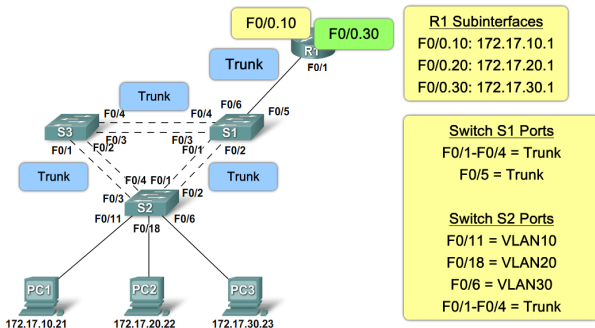 F0/0.10
F0/0.30
R1
F0/1
Trunk
Trunk
F0/4
F0/4
F0/6
F0/5
S3
S1
F0/3
F0/3
F0/1
F0/2
F0/1
F0/2
Trunk
Trunk
F0/4
F0/1
F0/3
F0/2
S2
F0/11
F0/6
F0/18
PC1
PC2
PC3
172.17.10.21
172.17.20.22
172.17.30.23
R1 Subinterfaces
F0/0.10: 172.17.10.1
F0/0.20: 172.17.20.1
F0/0.30: 172.17.30.1
Switch S1 Ports
F0/1-F0/4 = Trunk
F0/5 = Trunk
Switch S2 Ports
F0/11 = VLAN10
F0/18 = VLAN20
F0/6 = VLAN30
F0/1-F0/4 = Trunk